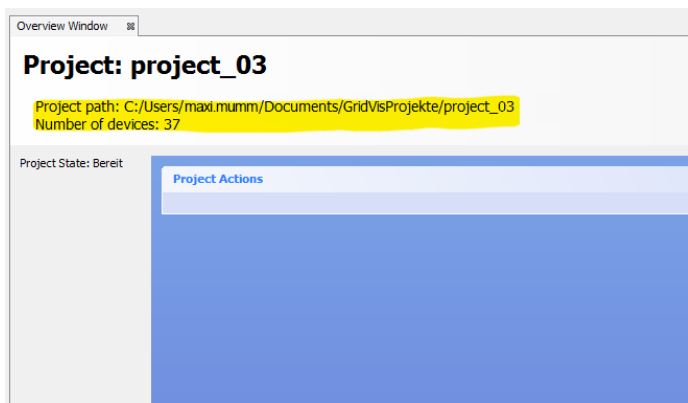 Overview Window
Project: project_03
Project path: C:/Users/maxi.mumm/Documents/GridVisProjekte/project_03
Number of devices: 37
Project State: Bereit
Project Actions